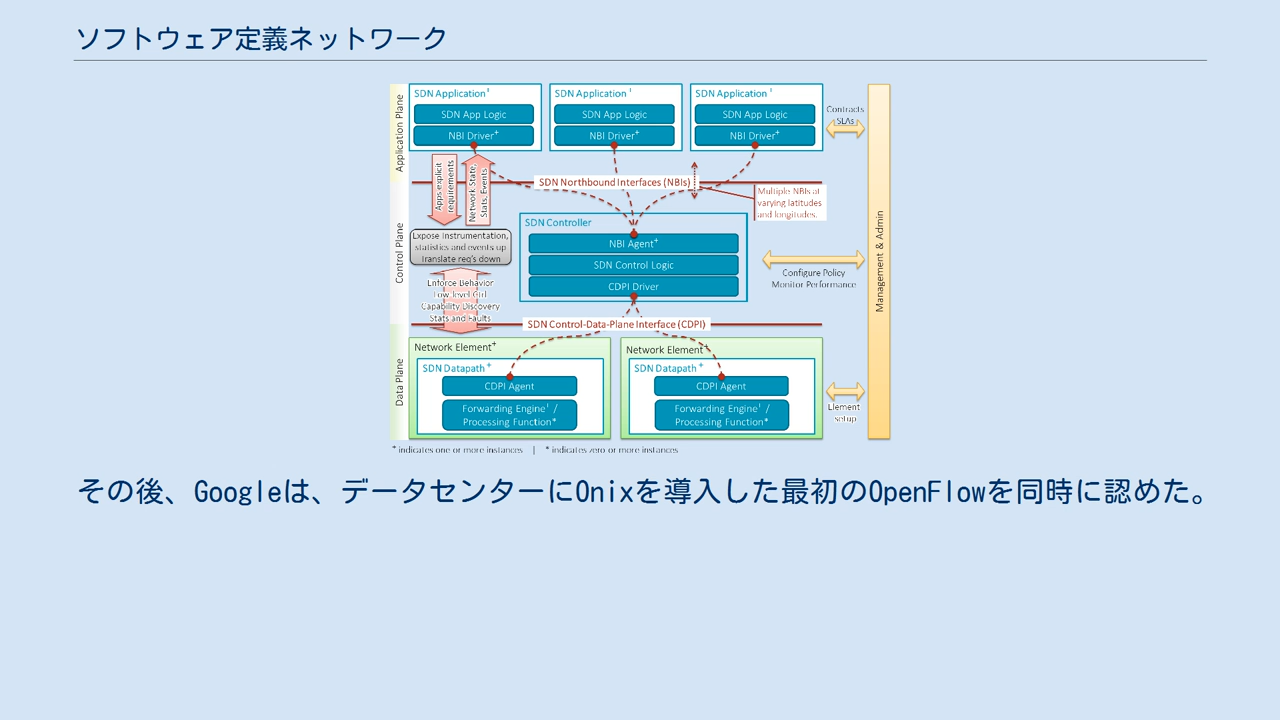 ソフトウェア定義ネットワーク
Application Plane
SDN Application⁺
SDN App Logic
NBI Driver⁺
SDN Application⁺
SDN App Logic
NBI Driver⁺
SDN Application⁺
SDN App Logic
NBI Driver⁺
Contracts
SLAs
Apps explicit
requirements
Network State,
Stats, Events
SDN Northbound Interfaces (NBIs)
Multiple NBIs at
varying latitudes
and longitudes.
Control Plane
Expose Instrumentation,
statistics and events up
Translate req's down
SDN Controller
NBI Agent⁺
SDN Control Logic
CDPI Driver
Configure Policy
Monitor Performance
Management & Admin
Enforce Behavior
Low-level Ctrl
Capability Discovery
Stats and Faults
SDN Control-Data-Plane Interface (CDPI)
Data Plane
Network Element⁺
SDN Datapath⁺
CDPI Agent
Forwarding Engine⁺ /
Processing Function*
Network Element⁺
SDN Datapath⁺
CDPI Agent
Forwarding Engine⁺ /
Processing Function*
Element
setup
⁺ indicates one or more instances | * indicates zero or more instances
その後、Googleは、データセンターにOnixを導入した最初のOpenFlowを同時に認めた。